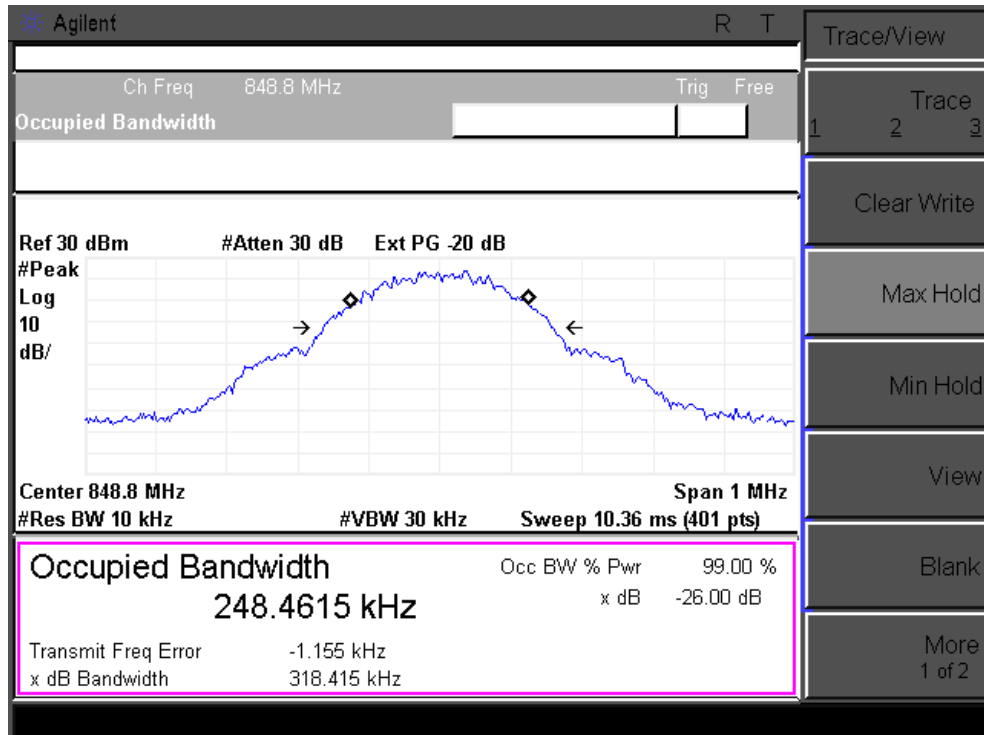 Agilent R T
Trace/View
Ch Freq 848.8 MHz Trig Free
Occupied Bandwidth
Trace
1 2 3
Clear Write
Ref 30 dBm #Atten 30 dB Ext PG -20 dB
#Peak
Log
10
dB/
Max Hold
Min Hold
View
Center 848.8 MHz Span 1 MHz
#Res BW 10 kHz #VBW 30 kHz Sweep 10.36 ms (401 pts)
Occupied Bandwidth Occ BW % Pwr 99.00 %
248.4615 kHz x dB -26.00 dB
Blank
Transmit Freq Error -1.155 kHz
x dB Bandwidth 318.415 kHz
More
1 of 2